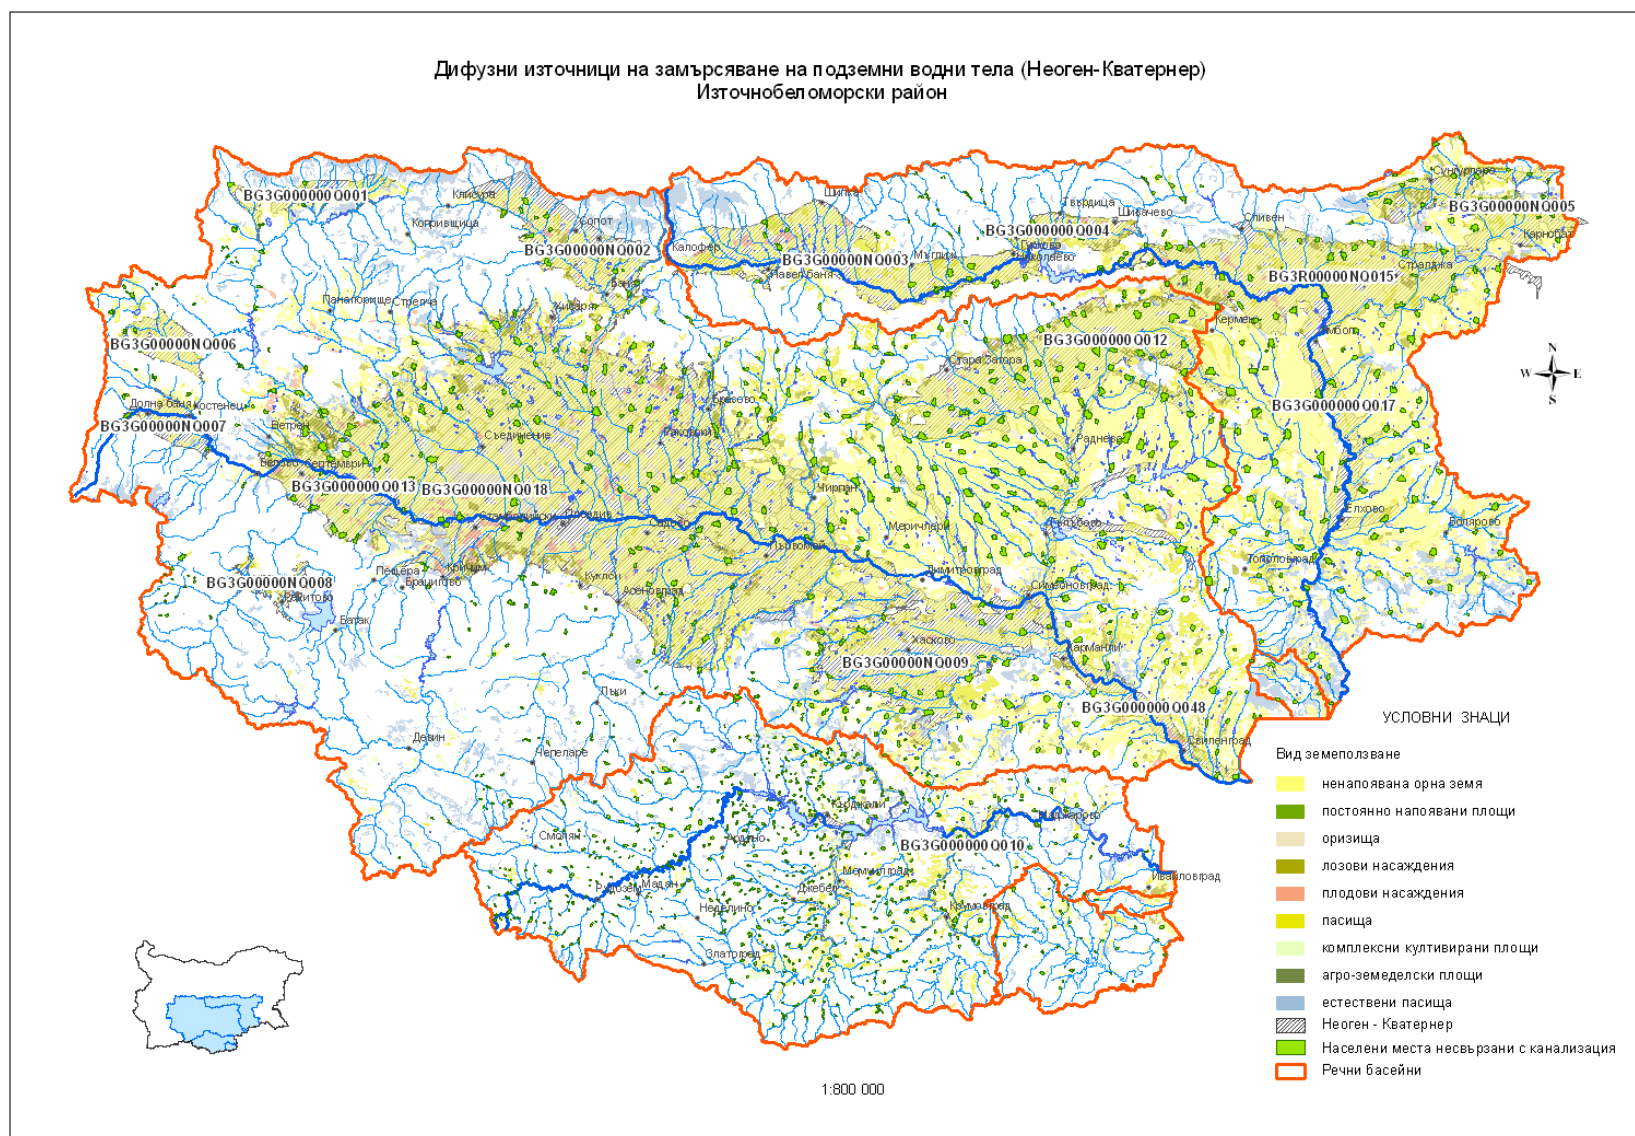 Дифузни източници на замърсяване на подземни водни тела (Неоген-Кватернер)
Източнобеломорски район
Сунгурларе
BG3G000000Q001
Клисура
Шипка
Твърдица
BG3G00000NQ005
Копривщица
Сопот
Шивачево
Сливен
BG3G000000Q004
Карнобат
BG3G00000NQ002
Калофер
Гурково
Николаево
Мъглиж
BG3G00000NQ003
Павел баня
Стралджа
BG3R00000NQ015
Баня
Панагюрище
Стрелча
Хисаря
Кермен
BG3G00000NQ006
BG3G000000Q012
Стара Загора
N
W
E
S
Долна баня
Костенец
Брезово
BG3G000000Q017
BG3G00000NQ007
Ветрен
Съединение
Раковски
Раднево
Белово
Септември
BG3G000000Q013
BG3G00000NQ018
Чирпан
Елхово
Болярово
Стамболийски
Пловдив
Садово
Меричлери
Гълъбово
Първомай
Тополовград
Пещера
Кричим
Куклен
Димитровград
BG3G00000NQ008
Брацигово
Симеоновград
Ракитово
Асеновград
Батак
Хасково
Харманли
BG3G00000NQ009
Лъки
BG3G000000Q048
Девин
Чепеларе
Свиленград
Кърджали
Маджарово
Смолян
Ардино
BG3G000000Q010
Момчилград
Ивайловград
Рудозем
Мадан
Джебел
Неделино
Крумовград
Златоград
УСЛОВНИ ЗНАЦИ
Вид земеползване
ненапоявана орна земя
постоянно напоявани площи
оризища
лозови насаждения
плодови насаждения
пасища
комплексни култивирани площи
агро-земеделски площи
естествени пасища
Неоген - Кватернер
Населени места несвързани с канализация
Речни басейни
1:800 000